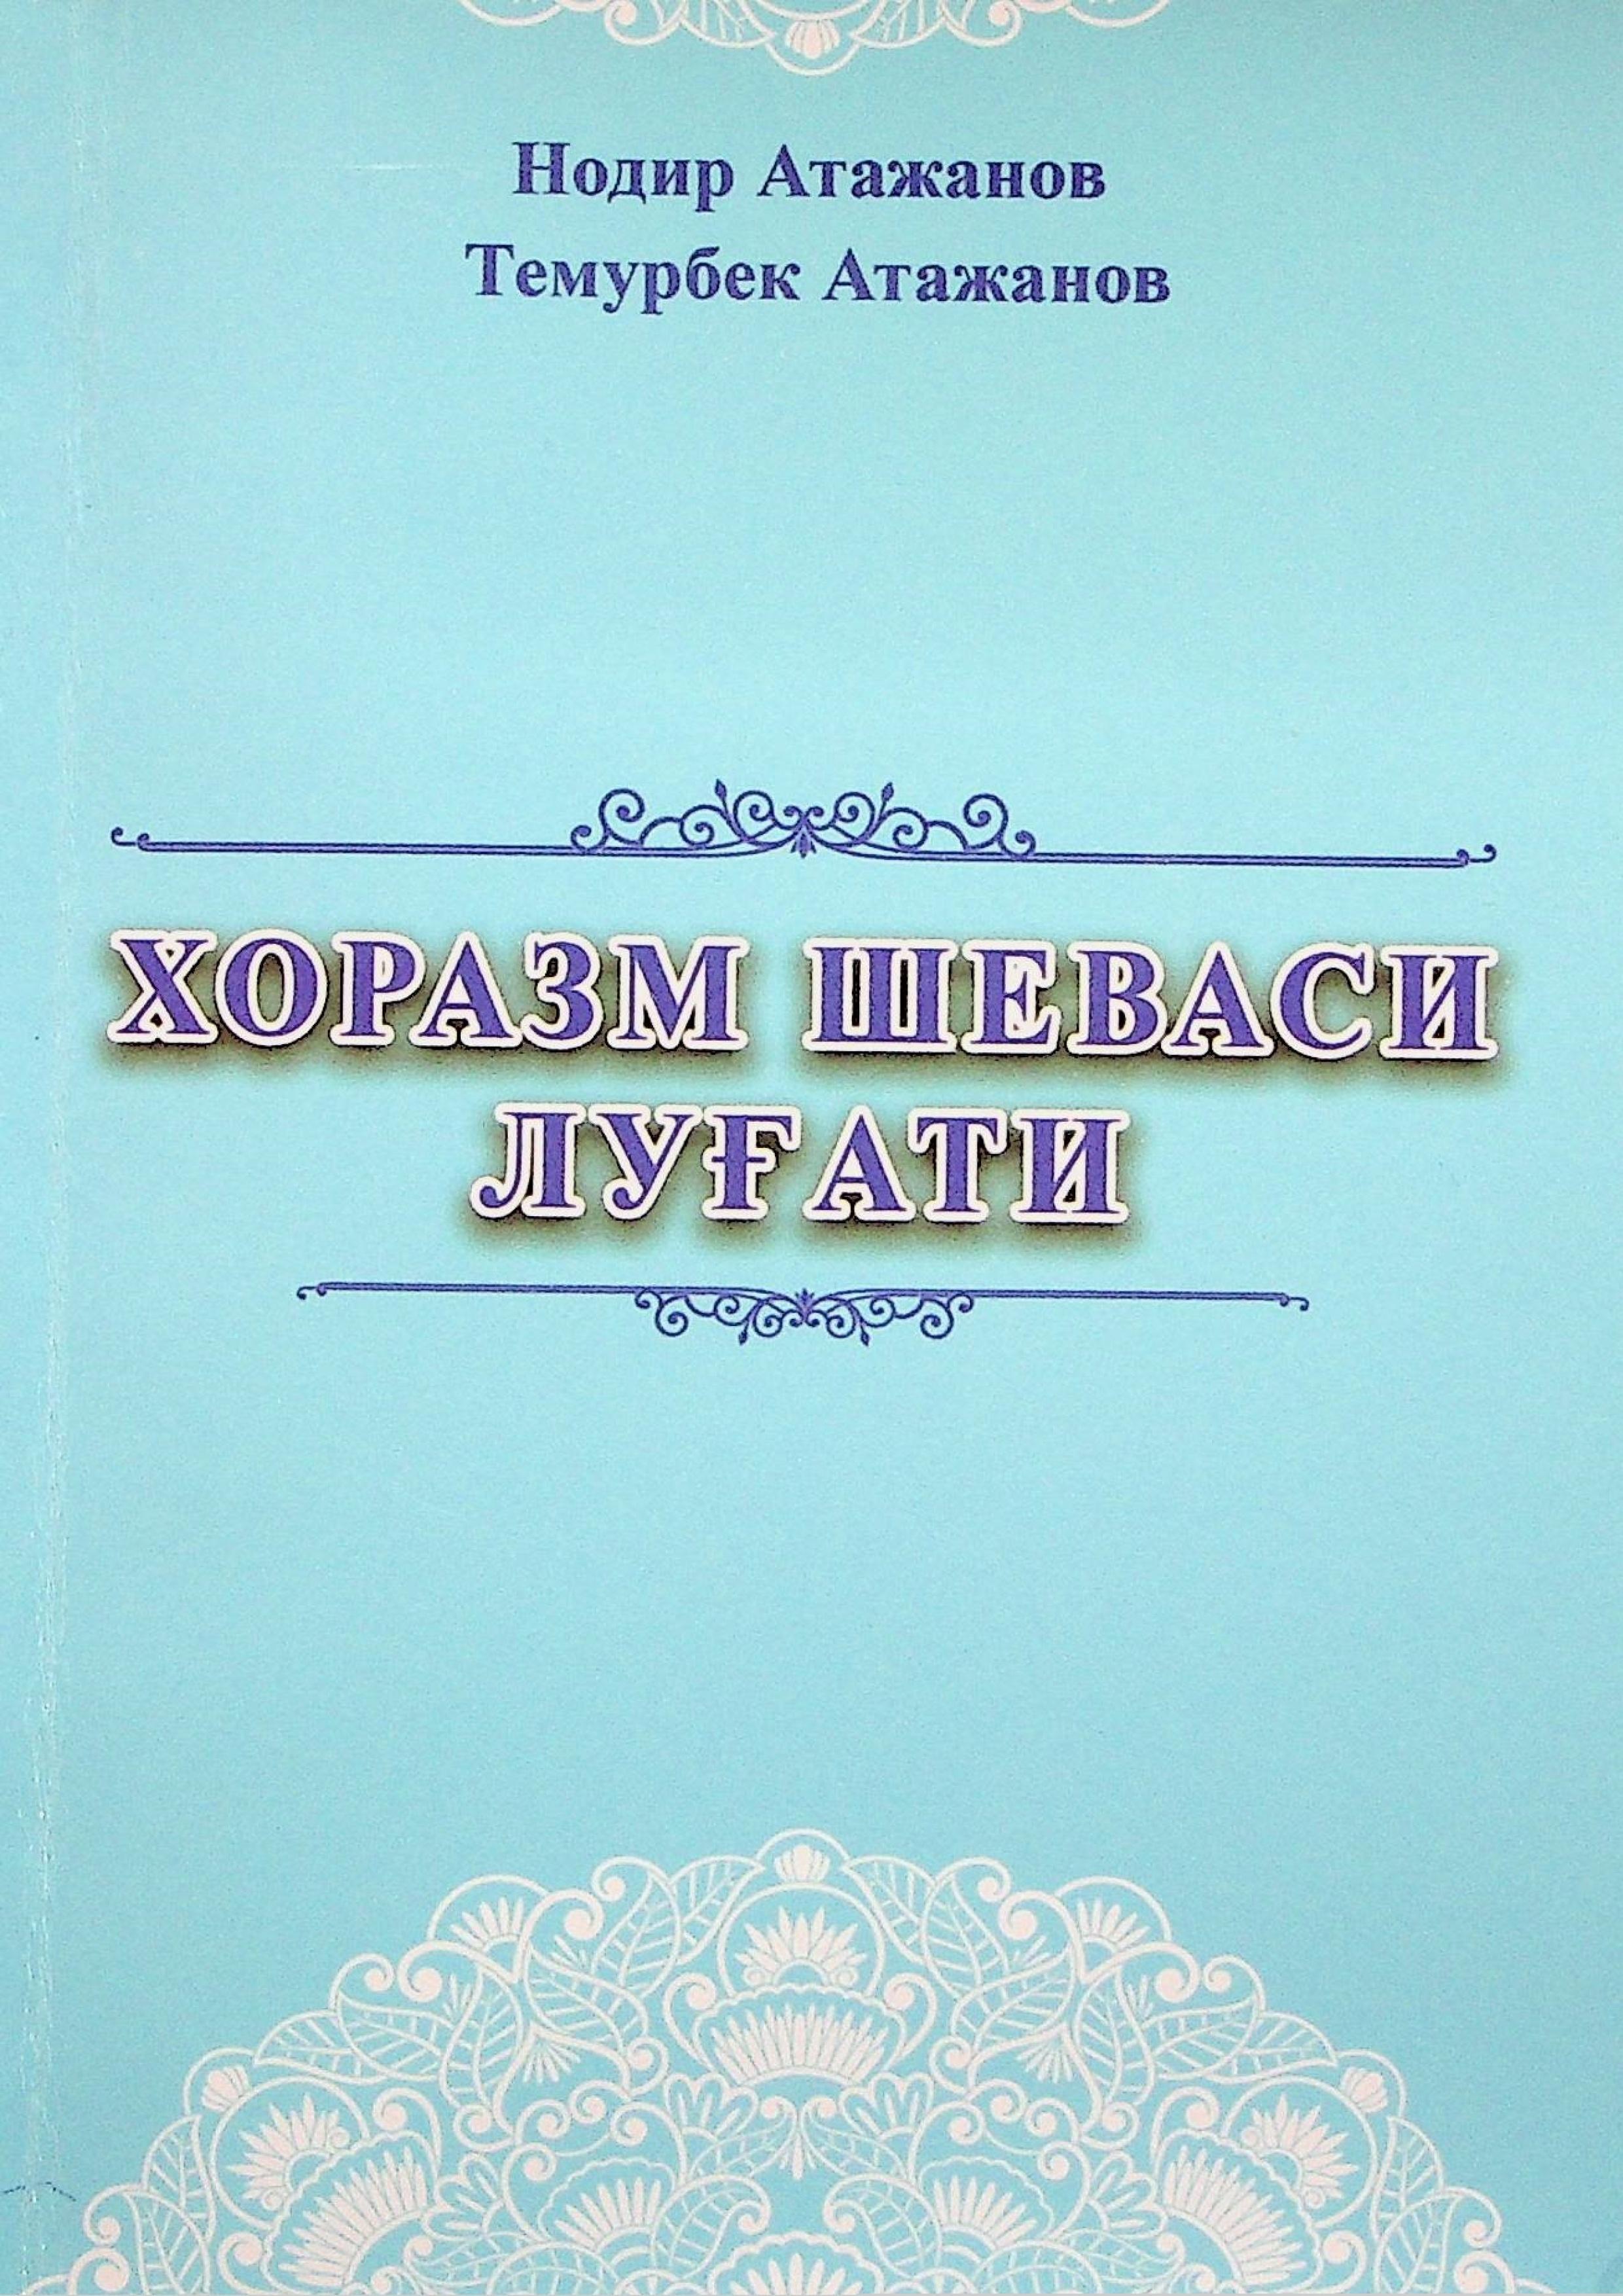 Нодир Атажанов
Темурбек Атажанов
ХОРАЗМ ШЕВАСИ
ЛУҒАТИ